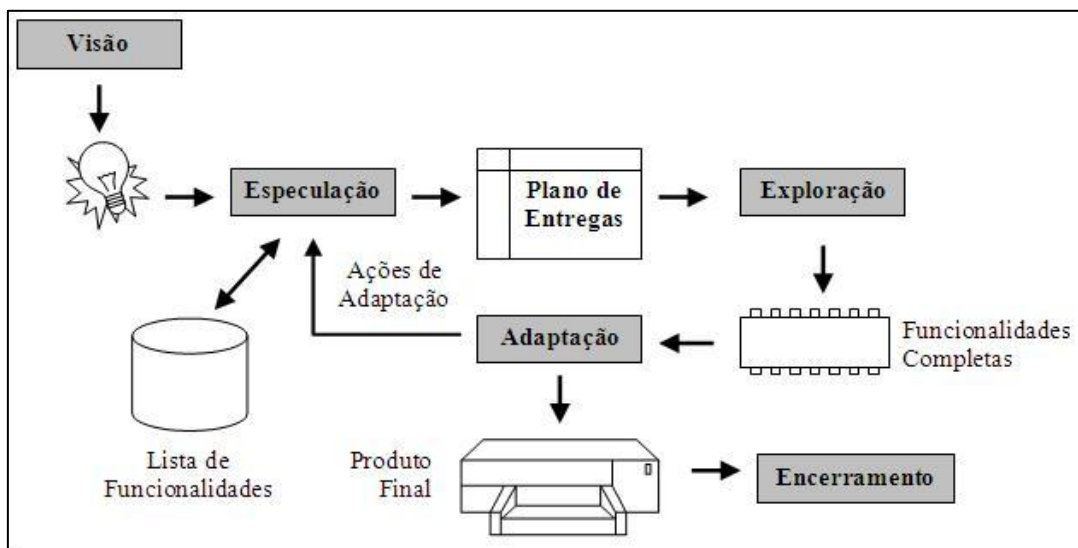 Visão
Especulação
Plano de
Entregas
Exploração
Ações de
Adaptação
Adaptação
Funcionalidades
Completas
Lista de
Funcionalidades
Produto
Final
Encerramento